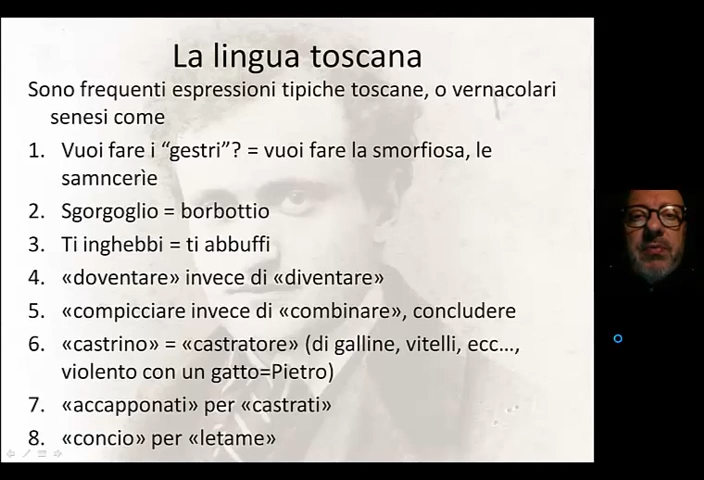 La lingua toscana
Sono frequenti espressioni tipiche toscane, o vernacolari
senesi come
1. Vuoi fare i “gestri”? = vuoi fare la smorfiosa, le
samncerìe
2. Sgorgoglio = borbottio
3. Ti inghebbi = ti abbuffi
4. «doventare» invece di «diventare»
5. «compicciare invece di «combinare», concludere
6. «castrino» = «castratore» (di galline, vitelli, ecc...,
violento con un gatto=Pietro)
7. «accapponati» per «castrati»
8. «concio» per «letame»